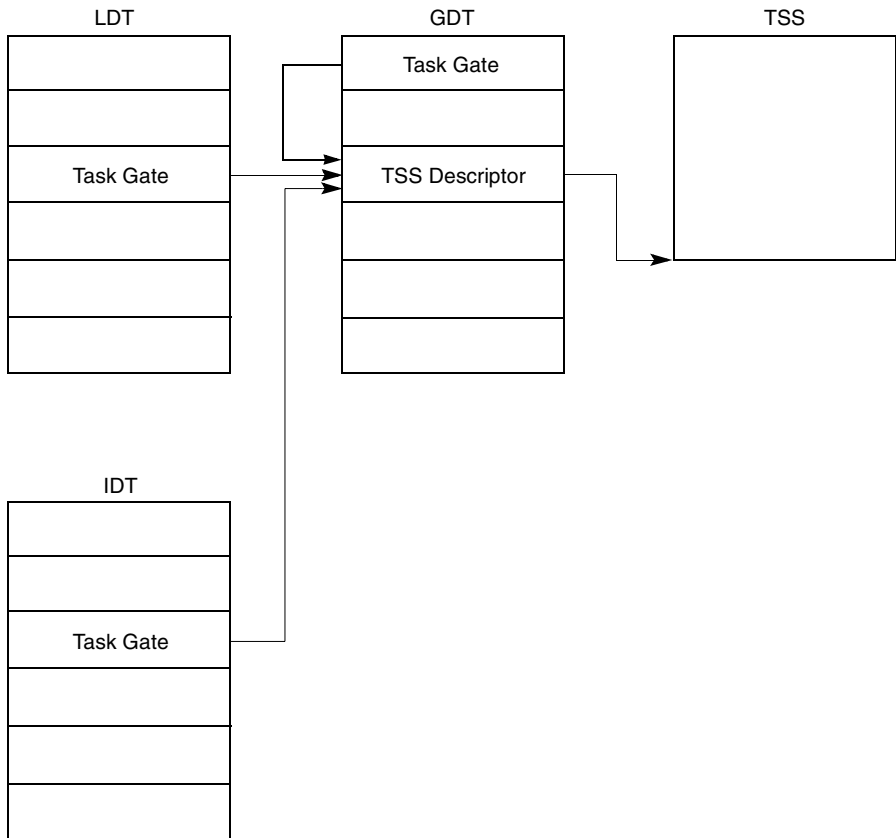 LDT
GDT
TSS
Task Gate
Task Gate
TSS Descriptor
IDT
Task Gate